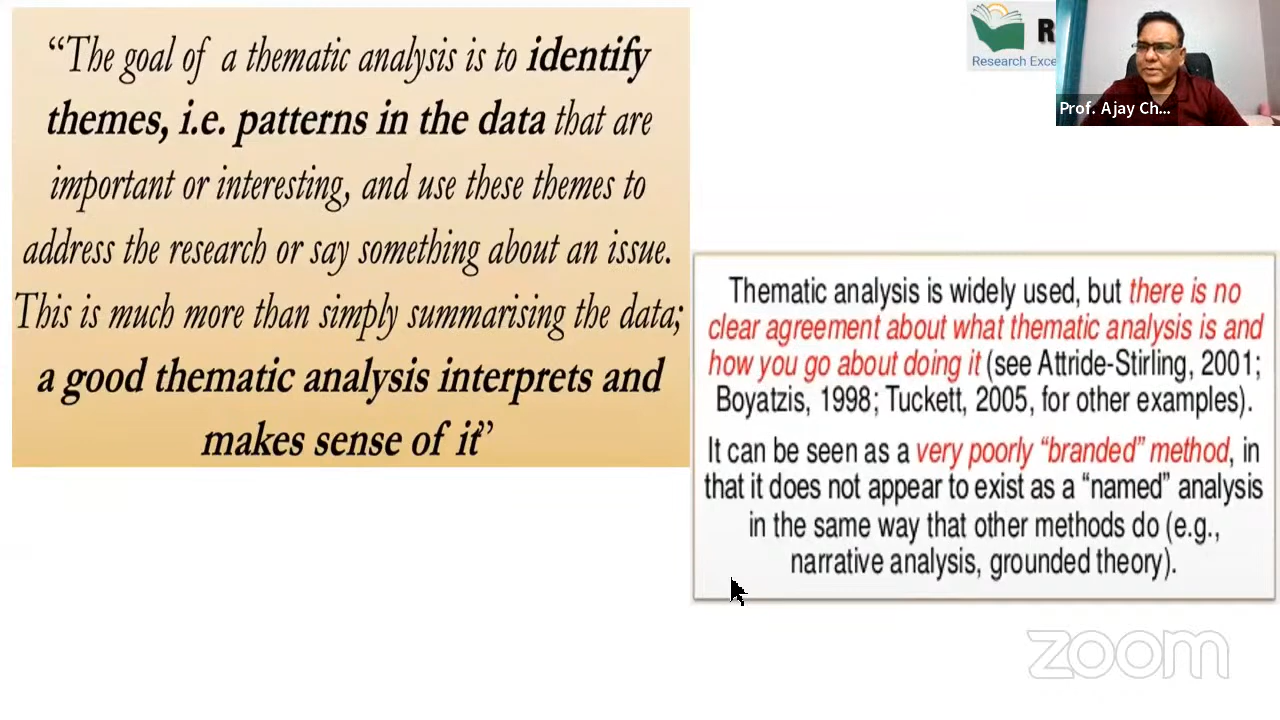 “The goal of a thematic analysis is to identify
themes, i.e. patterns in the data that are
important or interesting, and use these themes to
address the research or say something about an issue.
This is much more than simply summarising the data;
a good thematic analysis interprets and
makes sense of it”
R
Research Exce
Prof. Ajay Ch...
Thematic analysis is widely used, but there is no
clear agreement about what thematic analysis is and
how you go about doing it (see Attride-Stirling, 2001;
Boyatzis, 1998; Tuckett, 2005, for other examples).
It can be seen as a very poorly “branded” method, in
that it does not appear to exist as a “named” analysis
in the same way that other methods do (e.g.,
narrative analysis, grounded theory).
zoom